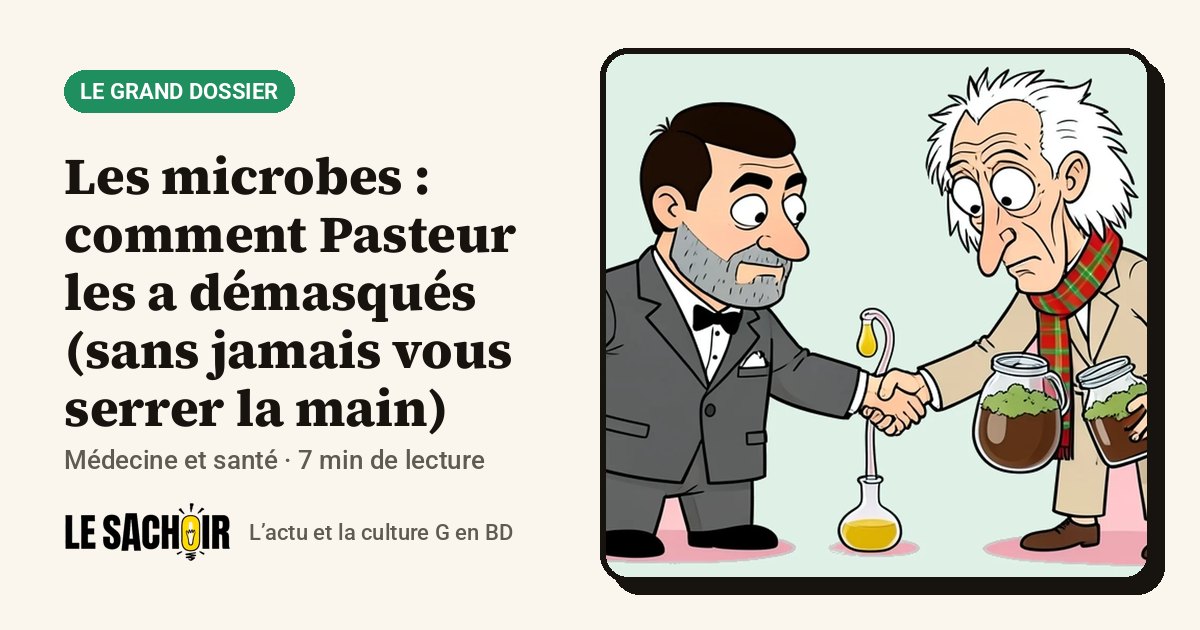 LE GRAND DOSSIER
Les microbes :
comment Pasteur
les a démasqués
(sans jamais vous
serrer la main)
Médecine et santé · 7 min de lecture
LE SACHOIR
L’actu et la culture G en BD